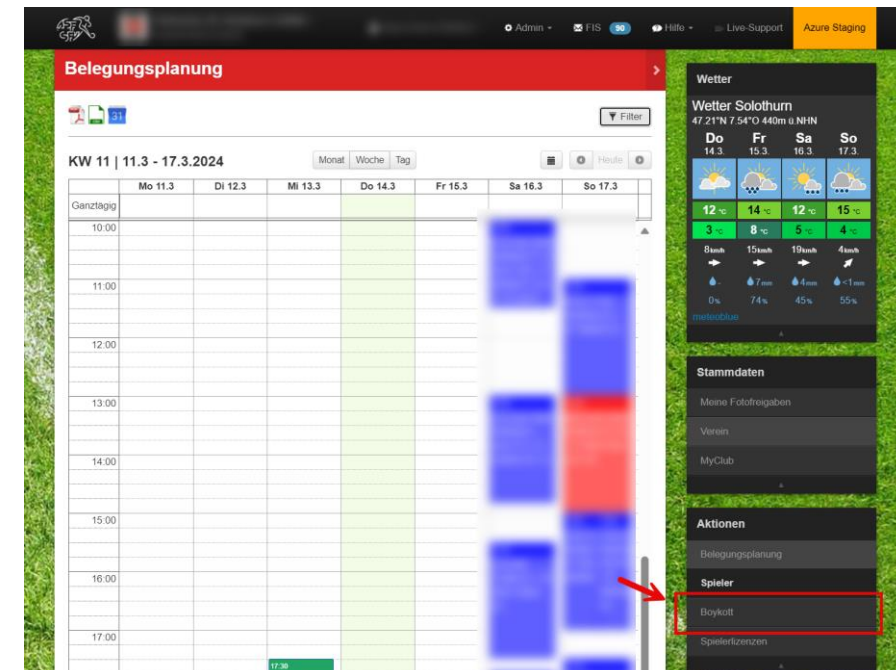 Admin FIS 90 Hilfe Live-Support Azure Staging
Belegungsplanung
31
Filter
KW 11 | 11.3 - 17.3.2024 Monat Woche Tag Heute
Mo 11.3 Di 12.3 Mi 13.3 Do 14.3 Fr 15.3 Sa 16.3 So 17.3
Ganztägig
10:00
11:00
12:00
13:00
14:00
15:00
16:00
17:00
17:30
Wetter
Wetter Solothurn
47.21°N 7.54°O 440m ü.NHN
Do Fr Sa So
14.3. 15.3. 16.3. 17.3.
12 °C 14 °C 12 °C 15 °C
3 °C 8 °C 5 °C 4 °C
8km/h 15km/h 19km/h 4km/h
- 7mm 4mm <1mm
0% 74% 45% 55%
meteoblue
Stammdaten
Meine Fotofreigaben
Verein
MyClub
Aktionen
Belegungsplanung
Spieler
Boykott
Spielerlizenzen